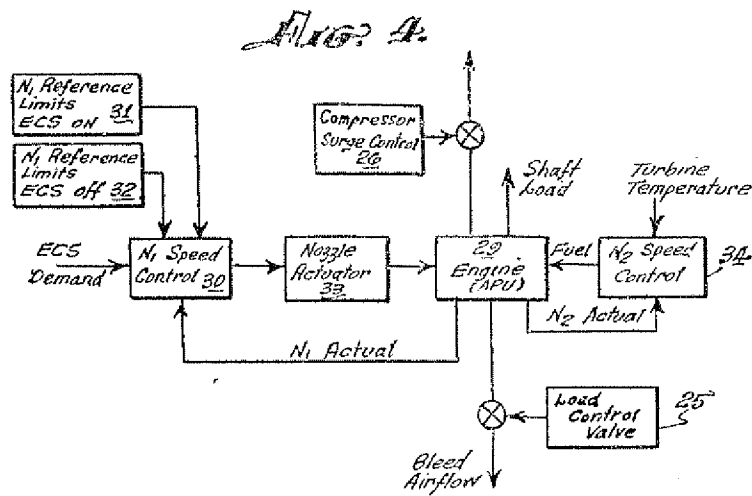 FIG. 4.
N1 Reference
Limits
ECS on 31
N1 Reference
Limits
ECS off 32
Compressor
Surge Control
26
Shaft
Load
Turbine
Temperature
ECS
Demand
N1 Speed
Control 30
Nozzle
Actuator
33
29
Engine
(APU)
Fuel
N2 Speed
Control
34
N2 Actual
N1 Actual
Load
Control
Valve
25
Bleed
Airflow